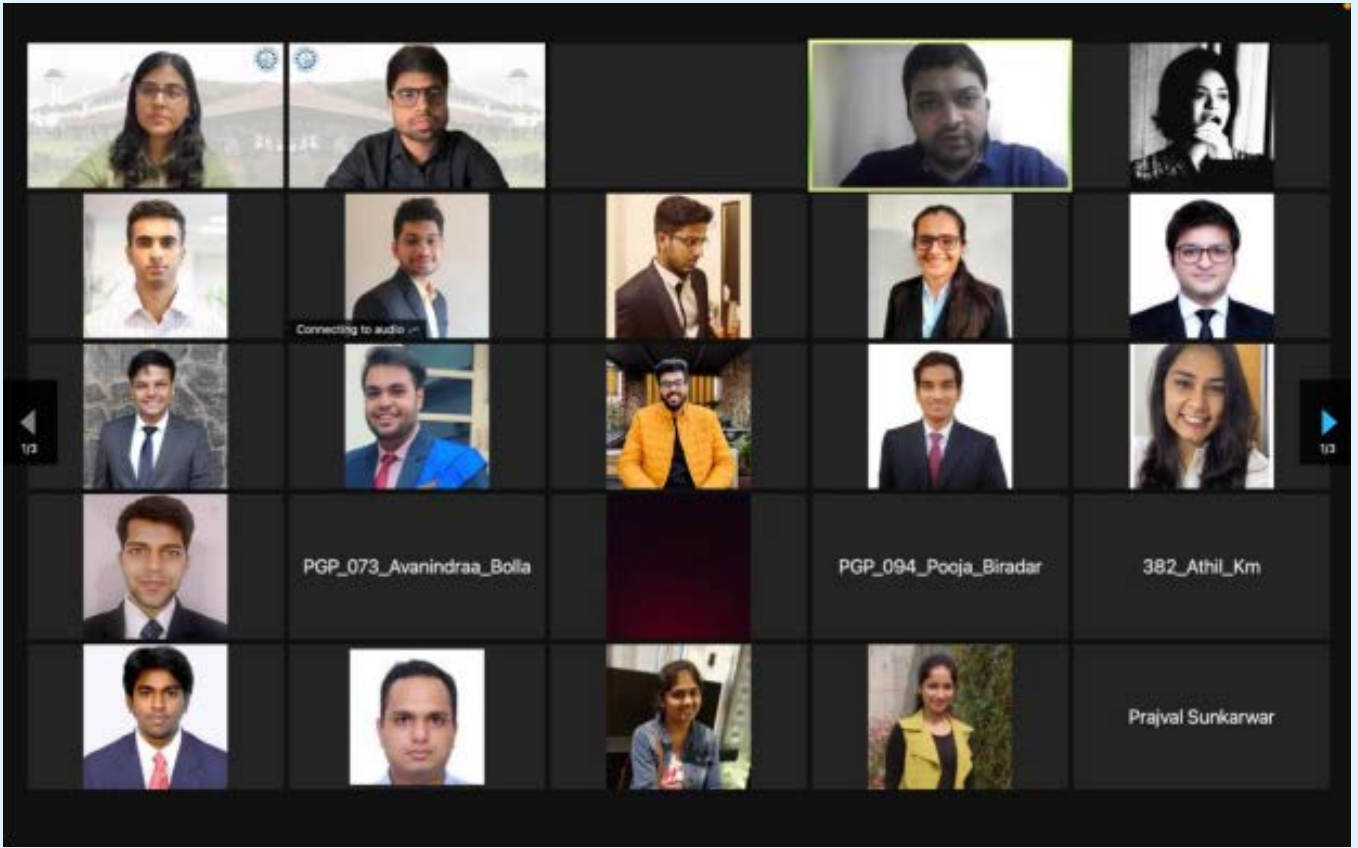 Connecting to audio
1/3
1/3
PGP_073_Avanindraa_Bolla
PGP_094_Pooja_Biradar
382_Athil_Km
Prajval Sunkarwar